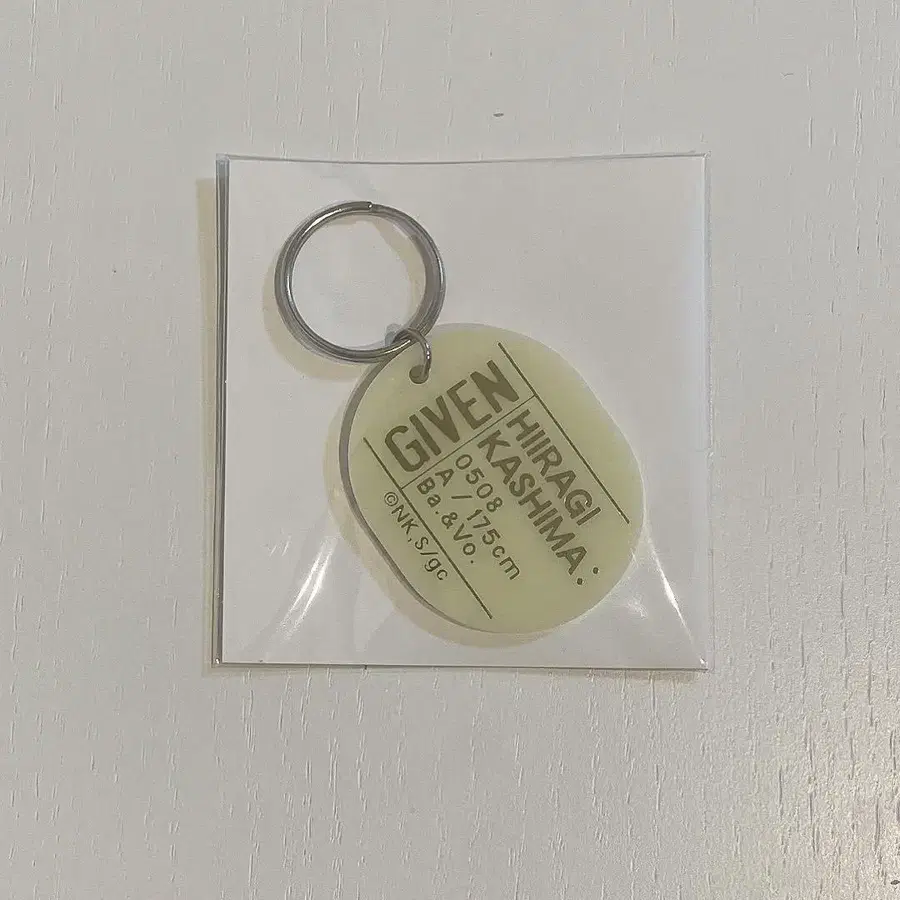 GIVEN
HIIRAGI
KASHIMA.:
0508
A / 175cm
Ba.&Vo.
©NK,S/gc